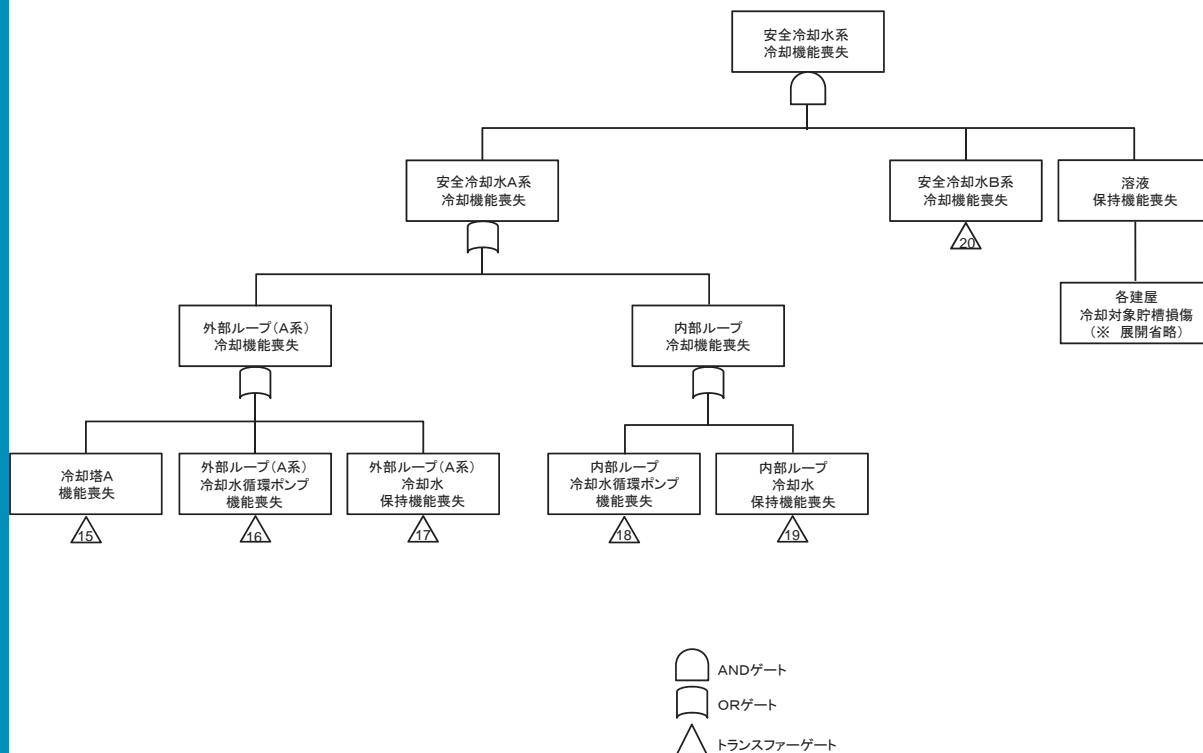 安全冷却水系
冷却機能喪失
安全冷却水A系
冷却機能喪失
安全冷却水B系
冷却機能喪失
20
溶液
保持機能喪失
外部ループ(A系)
冷却機能喪失
内部ループ
冷却機能喪失
各建屋
冷却対象貯槽損傷
(※ 展開省略)
冷却塔A
機能喪失
15
外部ループ(A系)
冷却水循環ポンプ
機能喪失
16
外部ループ(A系)
冷却水
保持機能喪失
17
内部ループ
冷却水循環ポンプ
機能喪失
18
内部ループ
冷却水
保持機能喪失
19
ANDゲート
ORゲート
トランスファーゲート